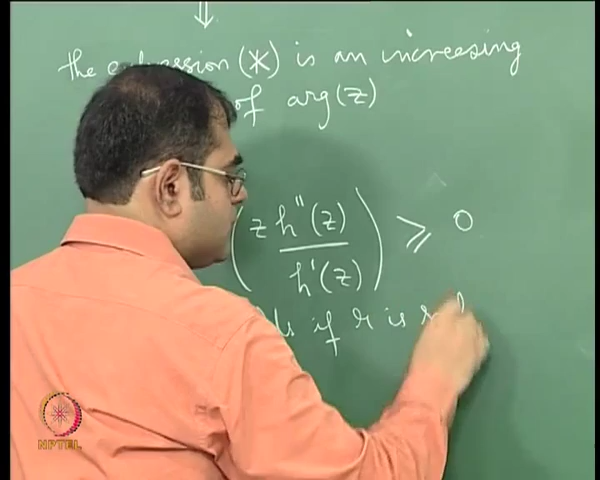 ⇓
the expression (*) is an increasing
of arg(z)
( z h''(z) / h'(z) ) ⩾ 0
if r is
NPTEL